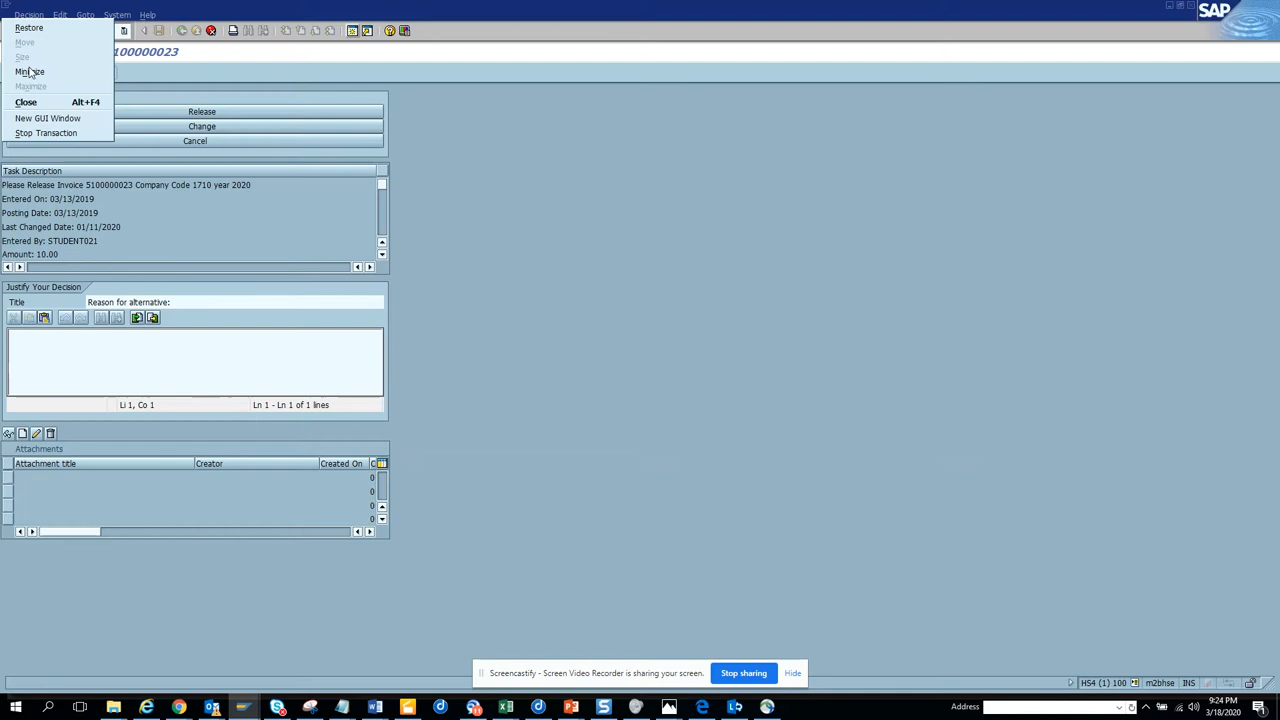 Decision Edit Goto System Help
SAP
Restore
Move
Size
Minimize
Maximize
Close Alt+F4
New GUI Window
Stop Transaction
100000023
Release
Change
Cancel
Task Description
Please Release Invoice 5100000023 Company Code 1710 year 2020
Entered On: 03/13/2019
Posting Date: 03/13/2019
Last Changed Date: 01/11/2020
Entered By: STUDENT021
Amount: 10.00
Justify Your Decision
Title Reason for alternative:
Li 1, Co 1 Ln 1 - Ln 1 of 1 lines
Attachments
Attachment title Creator Created On C
0
0
0
0
Screencastify - Screen Video Recorder is sharing your screen. Stop sharing Hide
HS4 (1) 100 m2bhse INS
Address
9:24 PM
3/18/2020